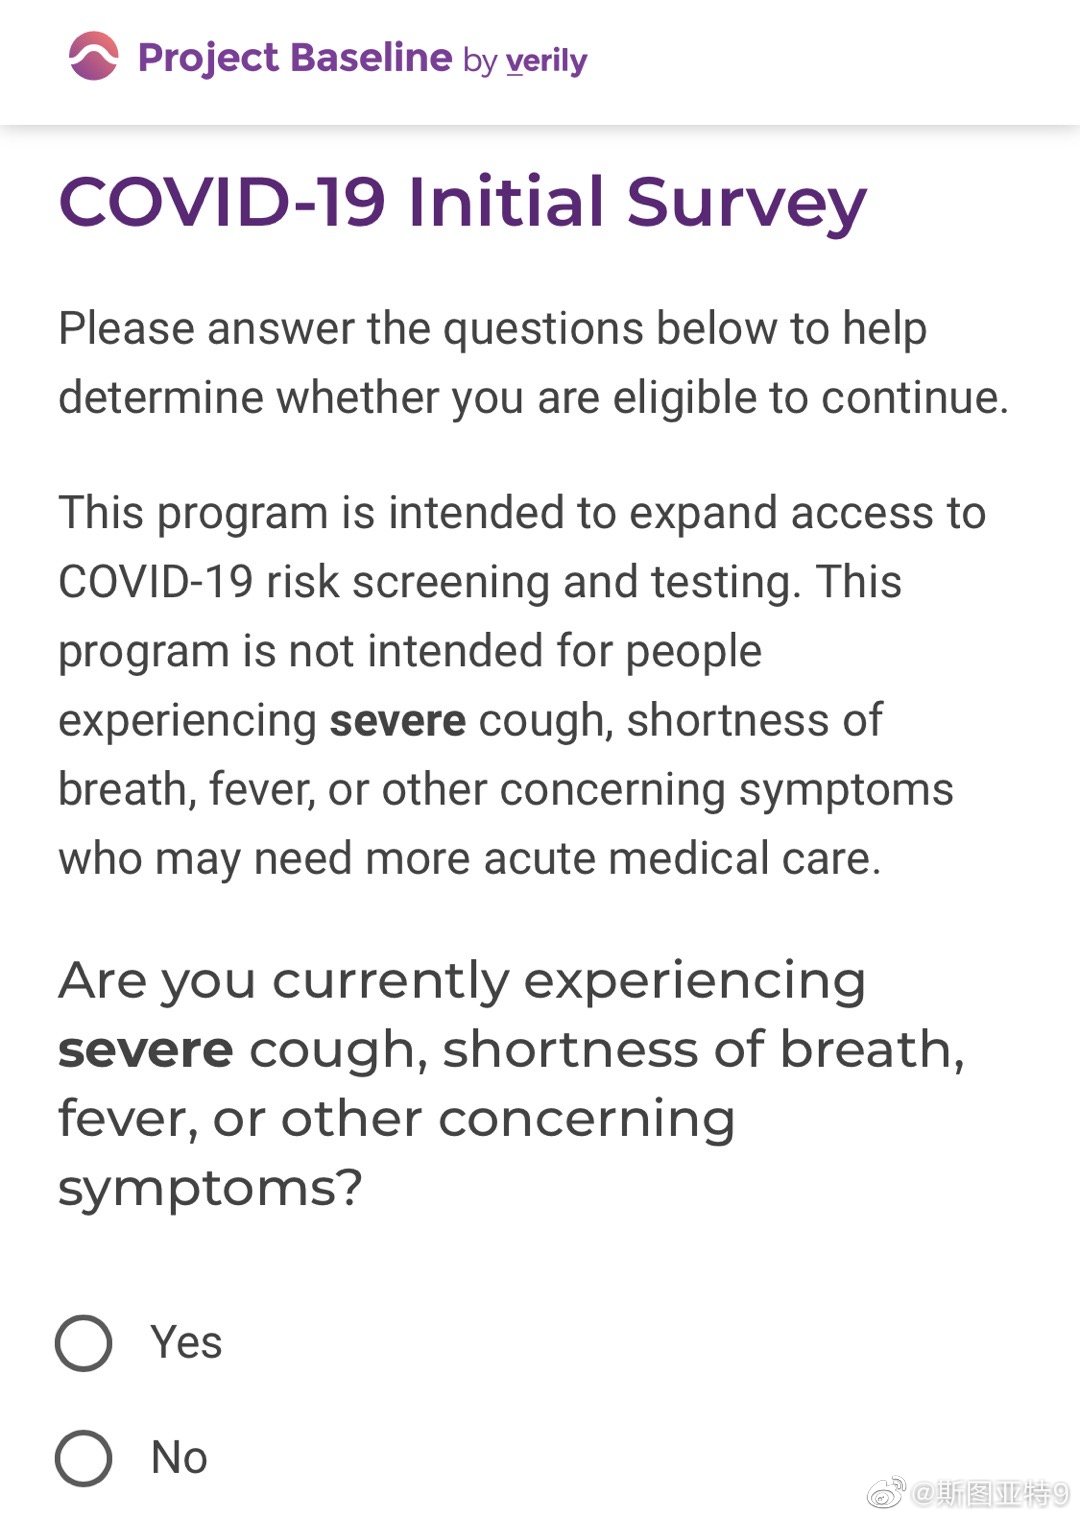 Project Baseline by verily
COVID-19 Initial Survey
Please answer the questions below to help
determine whether you are eligible to continue.
This program is intended to expand access to
COVID-19 risk screening and testing. This
program is not intended for people
experiencing severe cough, shortness of
breath, fever, or other concerning symptoms
who may need more acute medical care.
Are you currently experiencing
severe cough, shortness of breath,
fever, or other concerning
symptoms?
Yes
No
@斯图亚特9